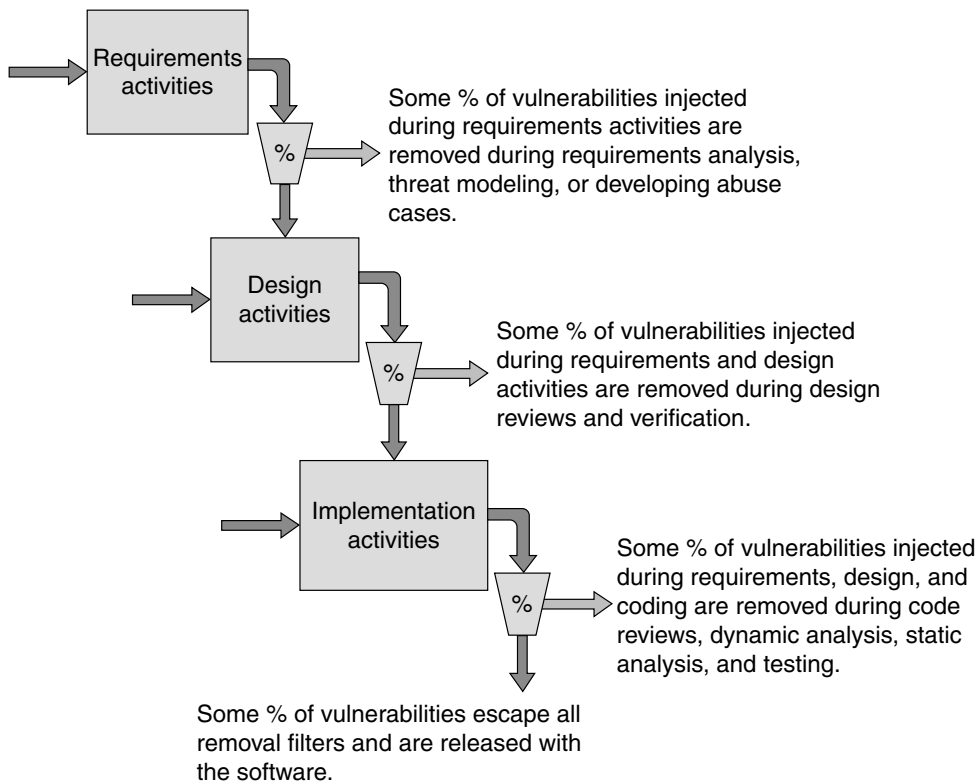 Requirements
activities
%
Some % of vulnerabilities injected
during requirements activities are
removed during requirements analysis,
threat modeling, or developing abuse
cases.
Design
activities
%
Some % of vulnerabilities injected
during requirements and design
activities are removed during design
reviews and verification.
Implementation
activities
%
Some % of vulnerabilities injected
during requirements, design, and
coding are removed during code
reviews, dynamic analysis, static
analysis, and testing.
Some % of vulnerabilities escape all
removal filters and are released with
the software.